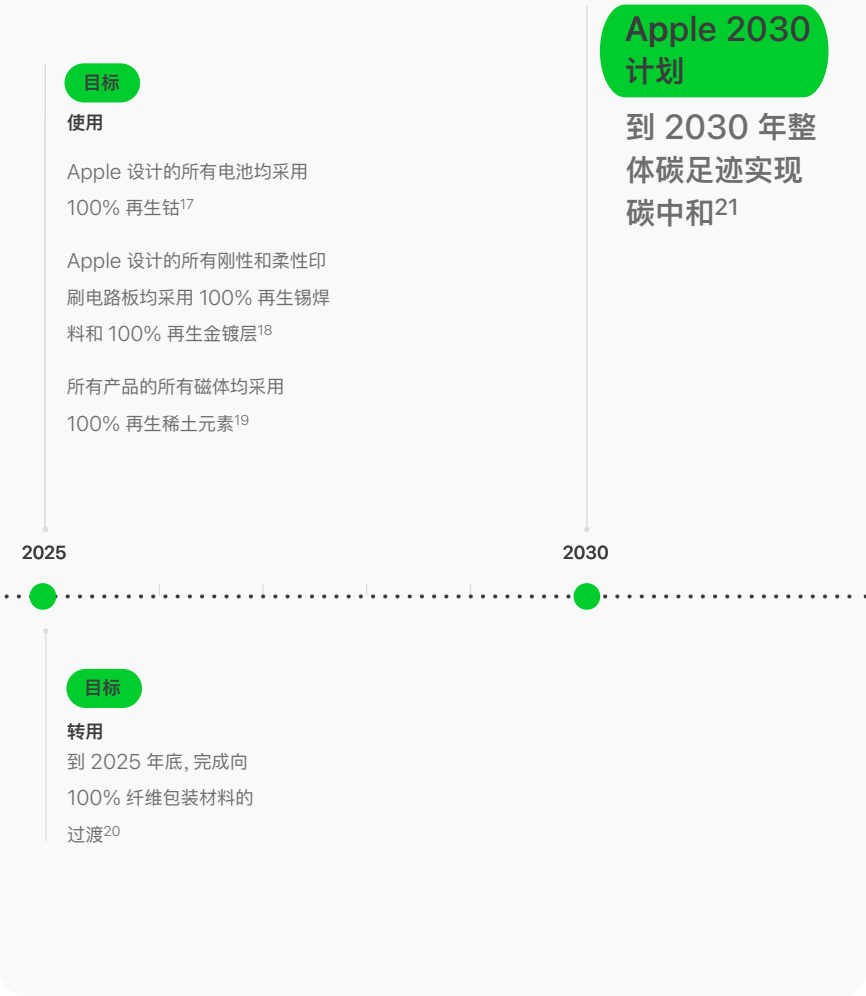 目标
使用
Apple 设计的所有电池均采用
100% 再生钴17
Apple 设计的所有刚性和柔性印
刷电路板均采用 100% 再生锡焊
料和 100% 再生金镀层18
所有产品的所有磁体均采用
100% 再生稀土元素19
2025
Apple 2030
计划
到 2030 年整
体碳足迹实现
碳中和21
2030
目标
转用
到 2025 年底，完成向
100% 纤维包装材料的
过渡20